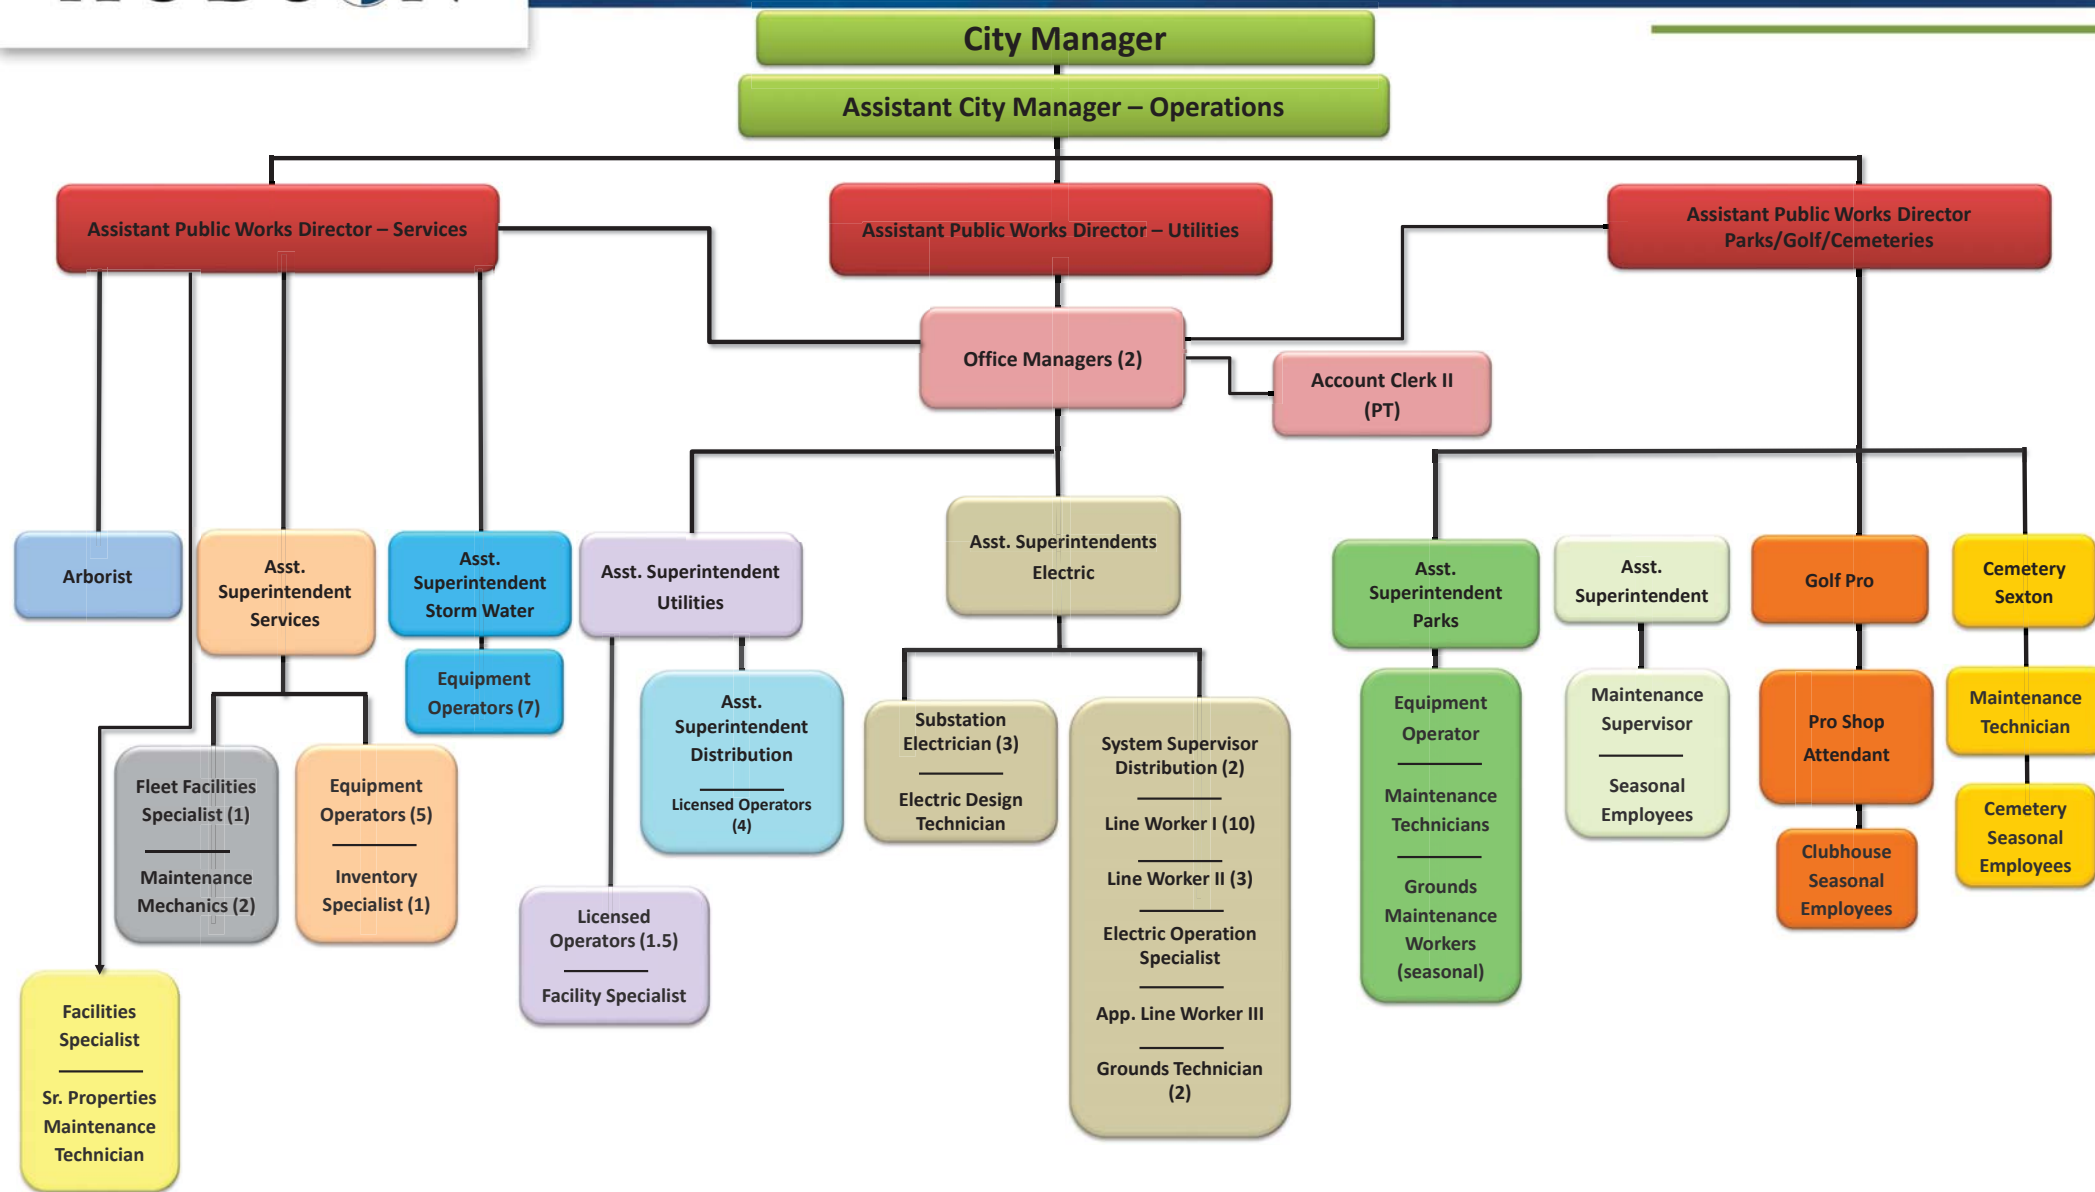 City Manager
Assistant City Manager – Operations
Assistant Public Works Director – Services
Assistant Public Works Director – Utilities
Assistant Public Works Director
Parks/Golf/Cemeteries
Office Managers (2)
Account Clerk II
(PT)
Arborist
Asst.
Superintendent
Services
Asst.
Superintendent
Storm Water
Equipment
Operators (7)
Asst. Superintendent
Utilities
Asst. Superintendents
Electric
Asst.
Superintendent
Parks
Asst.
Superintendent
Golf Pro
Cemetery
Sexton
Fleet Facilities
Specialist (1)
Maintenance
Mechanics (2)
Equipment
Operators (5)
Inventory
Specialist (1)
Asst.
Superintendent
Distribution
Licensed Operators
(4)
Substation
Electrician (3)
Electric Design
Technician
System Supervisor
Distribution (2)
Line Worker I (10)
Line Worker II (3)
Electric Operation
Specialist
App. Line Worker III
Grounds Technician
(2)
Equipment
Operator
Maintenance
Technicians
Grounds
Maintenance
Workers
(seasonal)
Maintenance
Supervisor
Seasonal
Employees
Pro Shop
Attendant
Clubhouse
Seasonal
Employees
Maintenance
Technician
Cemetery
Seasonal
Employees
Licensed
Operators (1.5)
Facility Specialist
Facilities
Specialist
Sr. Properties
Maintenance
Technician